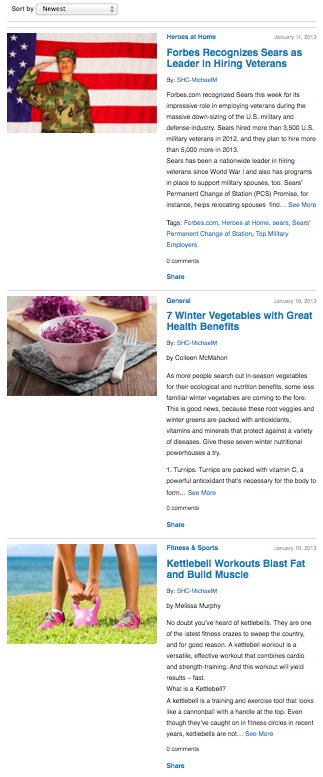 Sort by Newest
Heroes at Home January 11, 2013
Forbes Recognizes Sears as
Leader in Hiring Veterans
By: SHC-MichaelM
Forbes.com recognized Sears this week for its
impressive role in employing veterans during the
massive down-sizing of the U.S. military and
defense industry. Sears hired more than 3,500 U.S.
military veterans in 2012, and they plan to hire more
than 5,000 more in 2013.
Sears has been a nationwide leader in hiring
veterans since World War I and also has programs
in place to support military spouses, too. Sears'
Permanent Change of Station (PCS) Promise, for
instance, helps relocating spouses find... See More
Tags: Forbes.com, Heroes at Home, sears, Sears'
Permanent Change of Station, Top Military
Employers
0 comments
Share
General January 10, 2013
7 Winter Vegetables with Great
Health Benefits
By: SHC-MichaelM
by Colleen McMahon
As more people search out in-season vegetables
for their ecological and nutrition benefits, some less
familiar winter vegetables are coming to the fore.
This is good news, because these root veggies and
winter greens are packed with antioxidants,
vitamins and minerals that protect against a variety
of diseases. Give these seven winter nutritional
powerhouses a try.
1. Turnips. Turnips are packed with vitamin C, a
powerful antioxidant that's necessary for the body to
form... See More
0 comments
Share
Fitness & Sports January 10, 2013
Kettlebell Workouts Blast Fat
and Build Muscle
By: SHC-MichaelM
by Melissa Murphy
No doubt you've heard of kettlebells. They are one
of the latest fitness crazes to sweep the country,
and for good reason. A kettlebell workout is a
versatile, effective workout that combines cardio
and strength-training. And this workout will yield
results – fast.
What is a Kettlebell?
A kettlebell is a training and exercise tool that looks
like a cannonball with a handle at the top. Even
though they've caught on in fitness circles in recent
years, kettlebells are not... See More
0 comments
Share